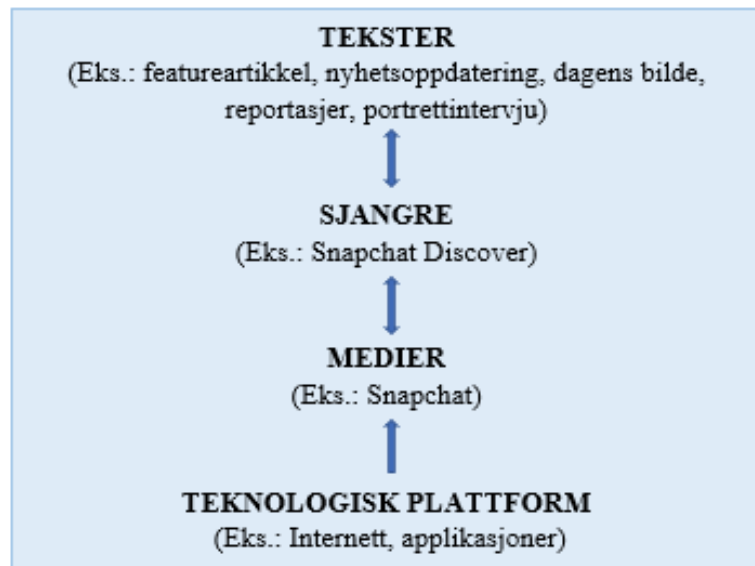 TEKSTER
(Eks.: featureartikkel, nyhetsoppdatering, dagens bilde,
reportasjer, portrettintervju)
SJANGRE
(Eks.: Snapchat Discover)
MEDIER
(Eks.: Snapchat)
TEKNOLOGISK PLATTFORM
(Eks.: Internett, applikasjoner)